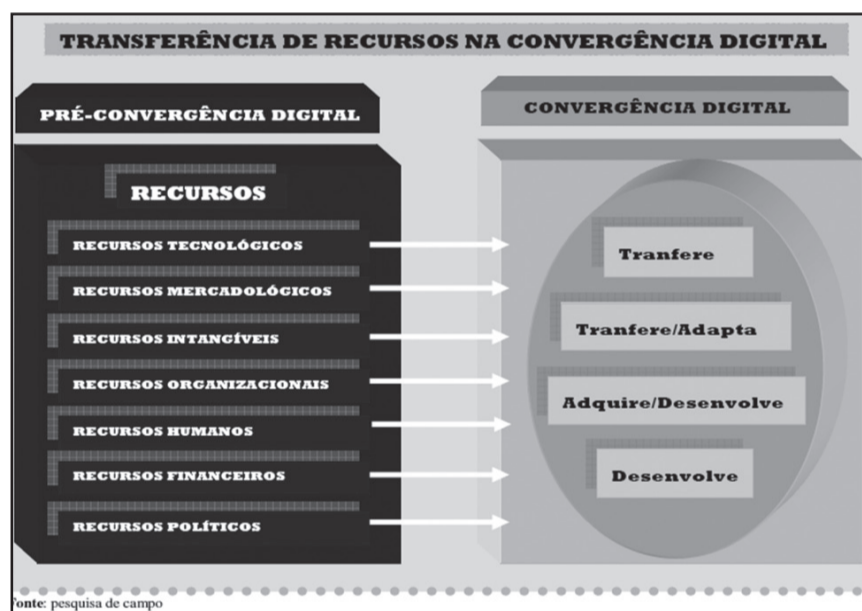 TRANSFERÊNCIA DE RECURSOS NA CONVERGÊNCIA DIGITAL
PRÉ-CONVERGÊNCIA DIGITAL
RECURSOS
RECURSOS TECNOLÓGICOS
RECURSOS MERCADOLÓGICOS
RECURSOS INTANGÍVEIS
RECURSOS ORGANIZACIONAIS
RECURSOS HUMANOS
RECURSOS FINANCEIROS
RECURSOS POLÍTICOS
CONVERGÊNCIA DIGITAL
Tranfere
Tranfere/Adapta
Adquire/Desenvolve
Desenvolve
Fonte: pesquisa de campo